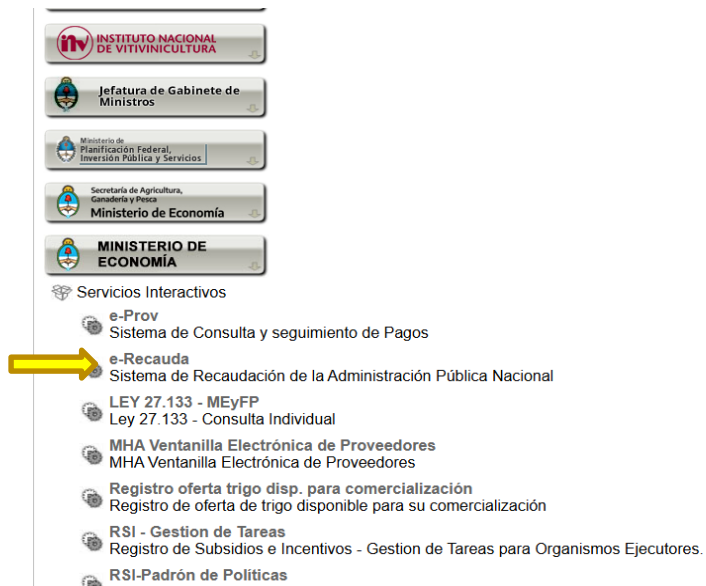 inv INSTITUTO NACIONAL
DE VITIVINICULTURA
Jefatura de Gabinete de
Ministros
Ministerio de
Planificación Federal,
Inversión Pública y Servicios
Secretaría de Agricultura,
Ganadería y Pesca
Ministerio de Economía
MINISTERIO DE
ECONOMÍA
Servicios Interactivos
e-Prov
Sistema de Consulta y seguimiento de Pagos
e-Recauda
Sistema de Recaudación de la Administración Pública Nacional
LEY 27.133 - MEyFP
Ley 27.133 - Consulta Individual
MHA Ventanilla Electrónica de Proveedores
MHA Ventanilla Electrónica de Proveedores
Registro oferta trigo disp. para comercialización
Registro de oferta de trigo disponible para su comercialización
RSI - Gestion de Tareas
Registro de Subsidios e Incentivos - Gestion de Tareas para Organismos Ejecutores.
RSI-Padrón de Políticas